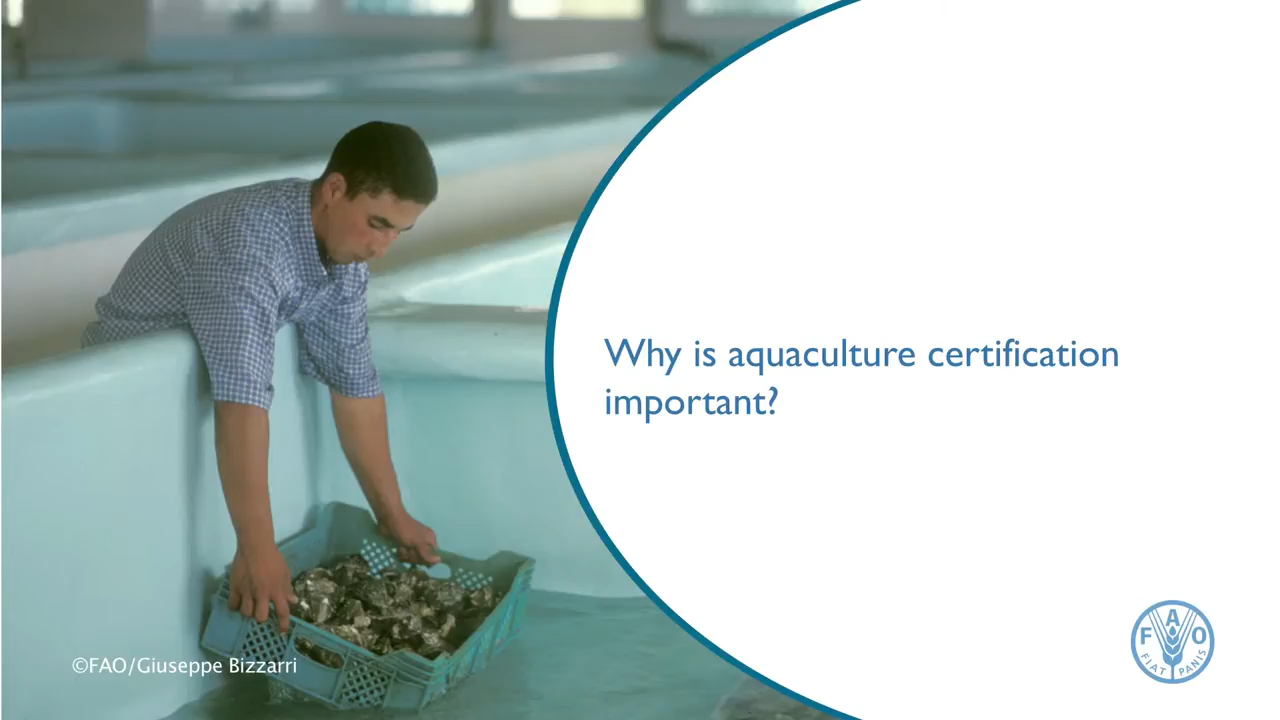 Why is aquaculture certification
important?
©FAO/Giuseppe Bizzarri
F A O
FIAT PANIS